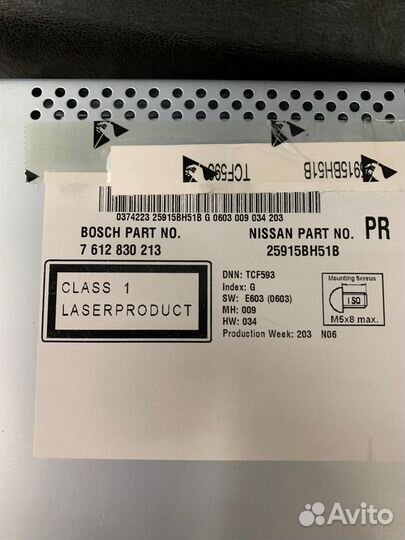 TCF593
25915BH51B
0374223 25915BH51B G 0603 009 034 203
BOSCH PART NO.
7 612 830 213
NISSAN PART NO.
25915BH51B
PR
CLASS 1
LASERPRODUCT
DNN: TCF593
Index: G
SW: E603 (0603)
MH: 009
HW: 034
Production Week: 203 N06
Mounting Screws
ISO
M5x8 max.
Avito